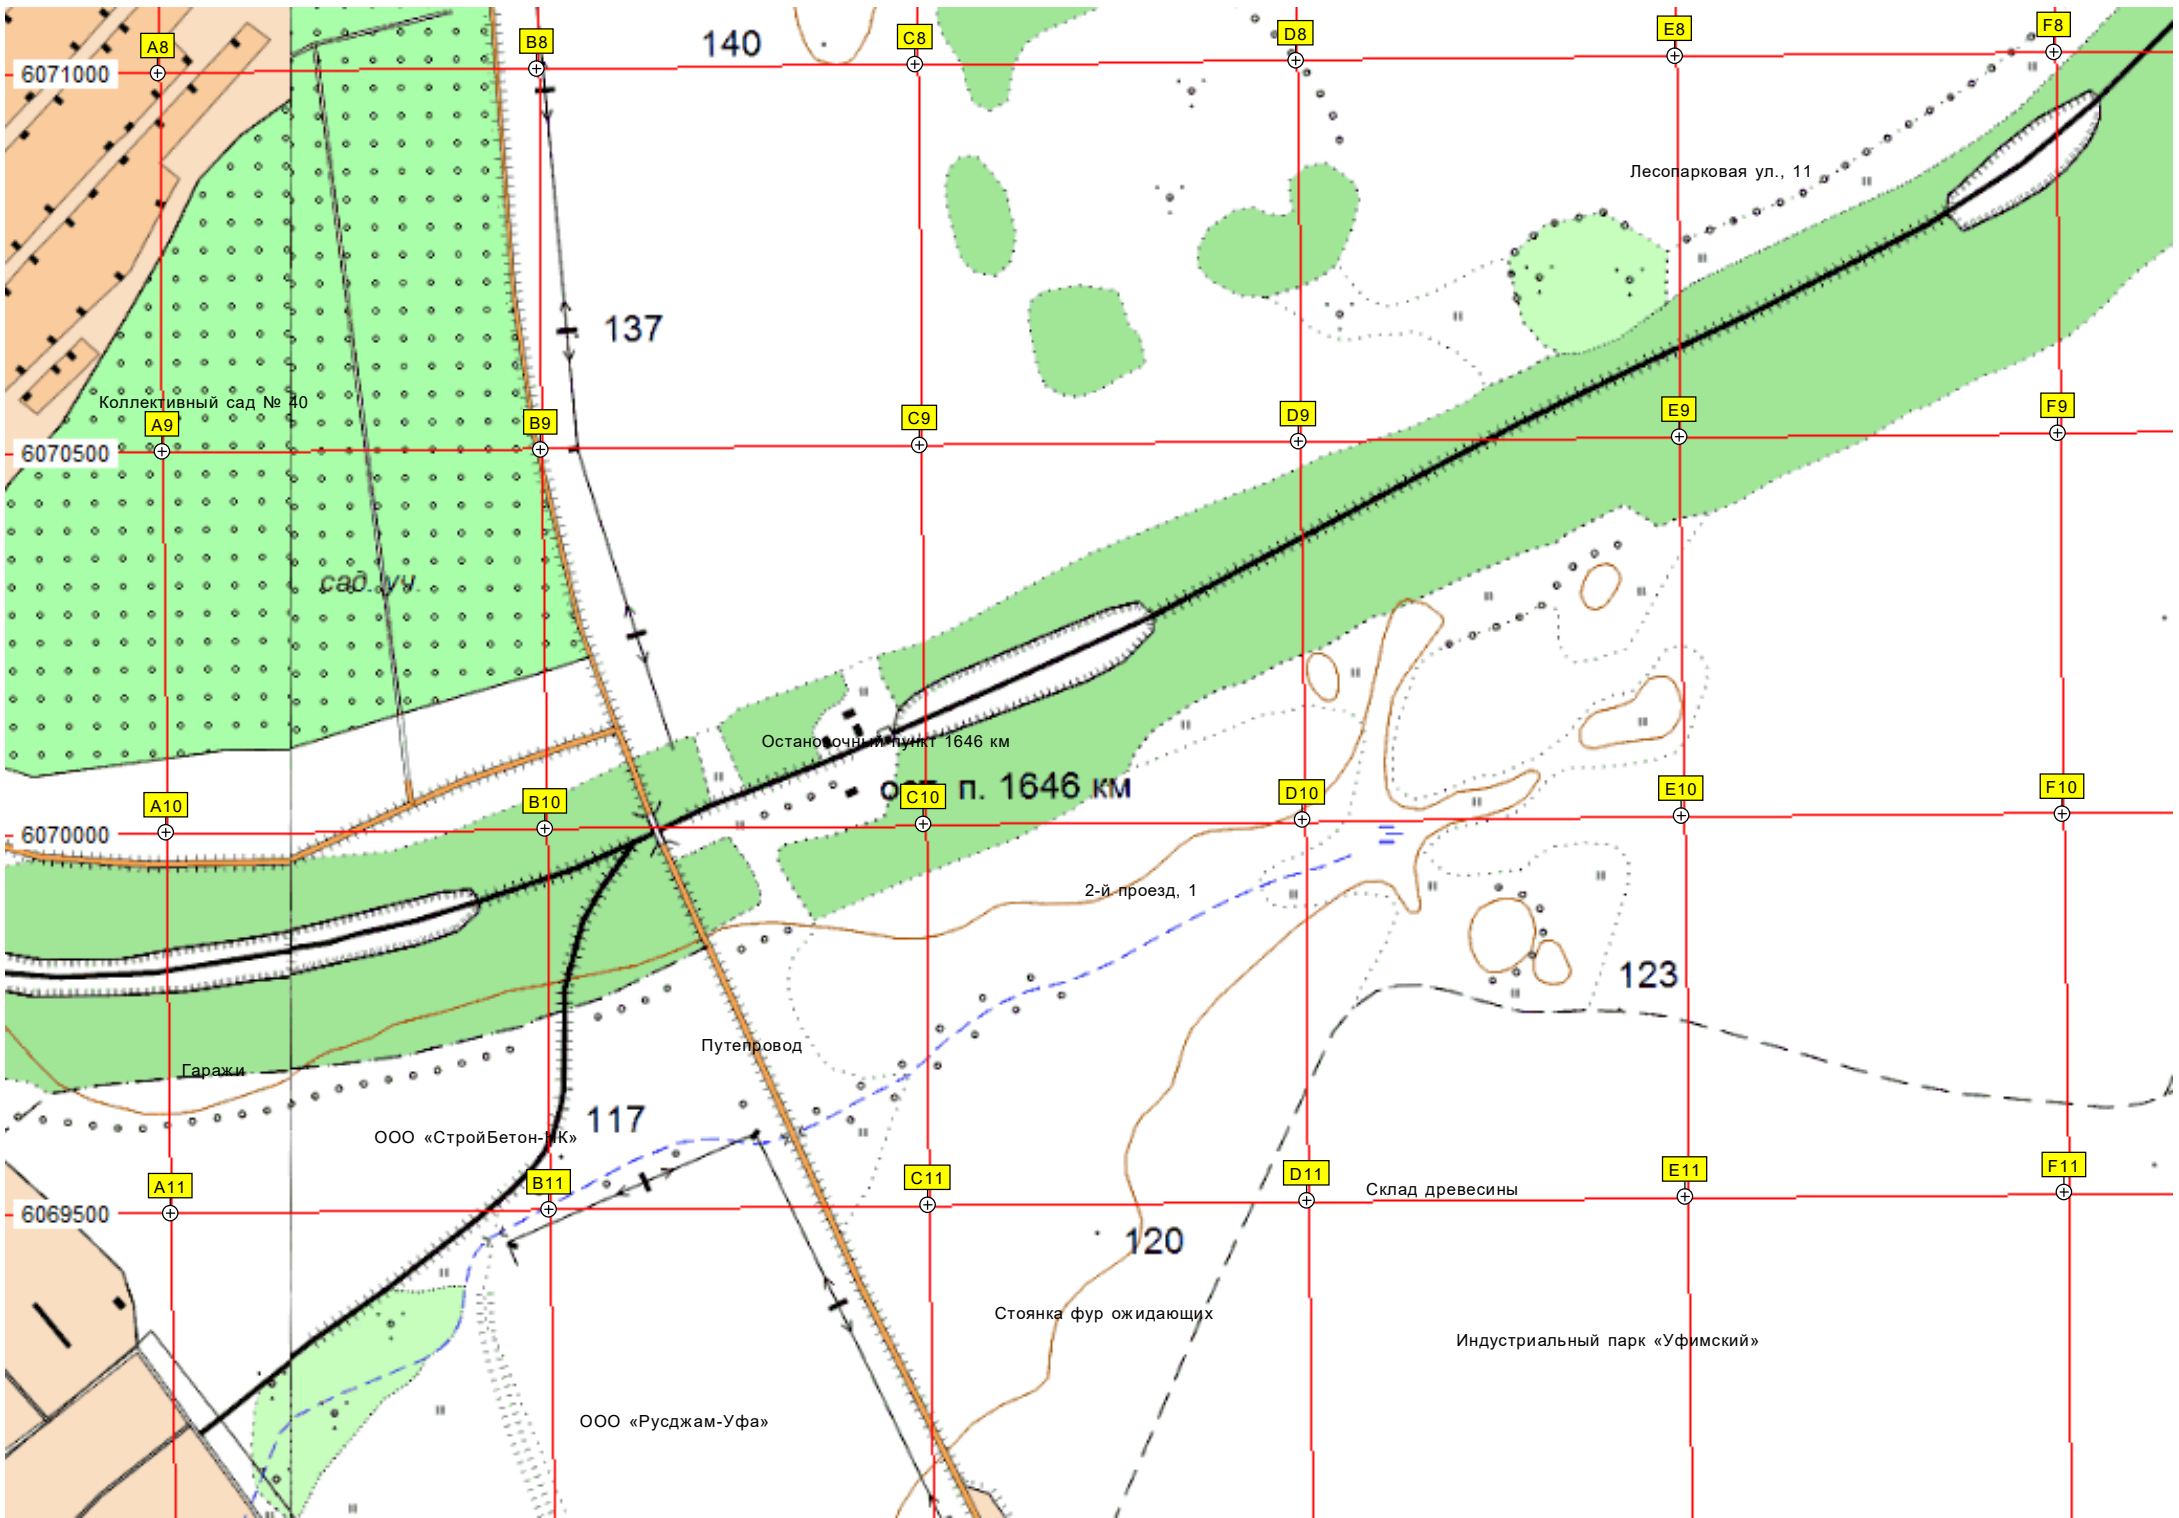 A8
B8
140
C8
D8
E8
F8
6071000
Лесопарковая ул., 11
137
Коллективный сад № 40
A9
B9
C9
D9
E9
F9
6070500
сад. уч.
Остановочный пункт 1646 км
п. 1646 км
A10
B10
C10
D10
E10
F10
6070000
2-й проезд, 1
123
Путепровод
Гаражи
117
ООО «СтройБетон-НК»
A11
B11
C11
D11
E11
F11
Склад древесины
6069500
120
Стоянка фур ожидающих
Индустриальный парк «Уфимский»
ООО «Русджам-Уфа»